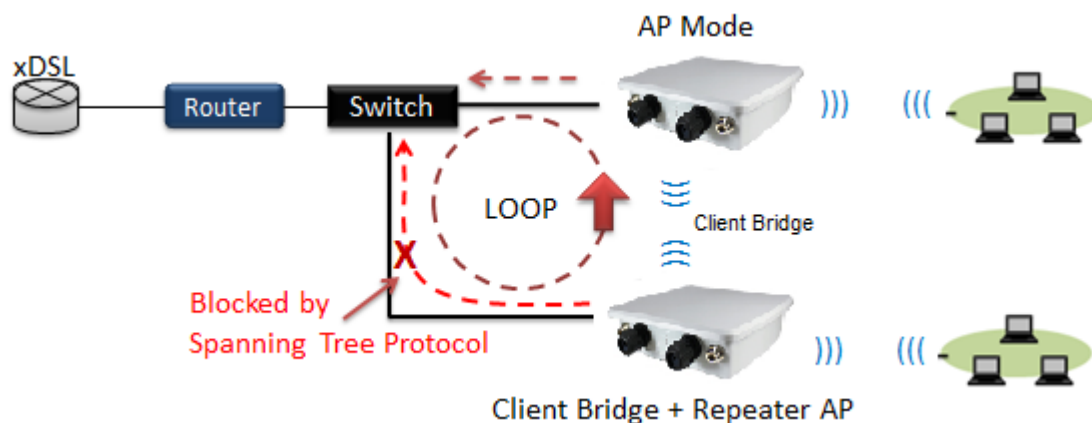 AP Mode
xDSL
Router
Switch
LOOP
Client Bridge
X
Blocked by
Spanning Tree Protocol
Client Bridge + Repeater AP